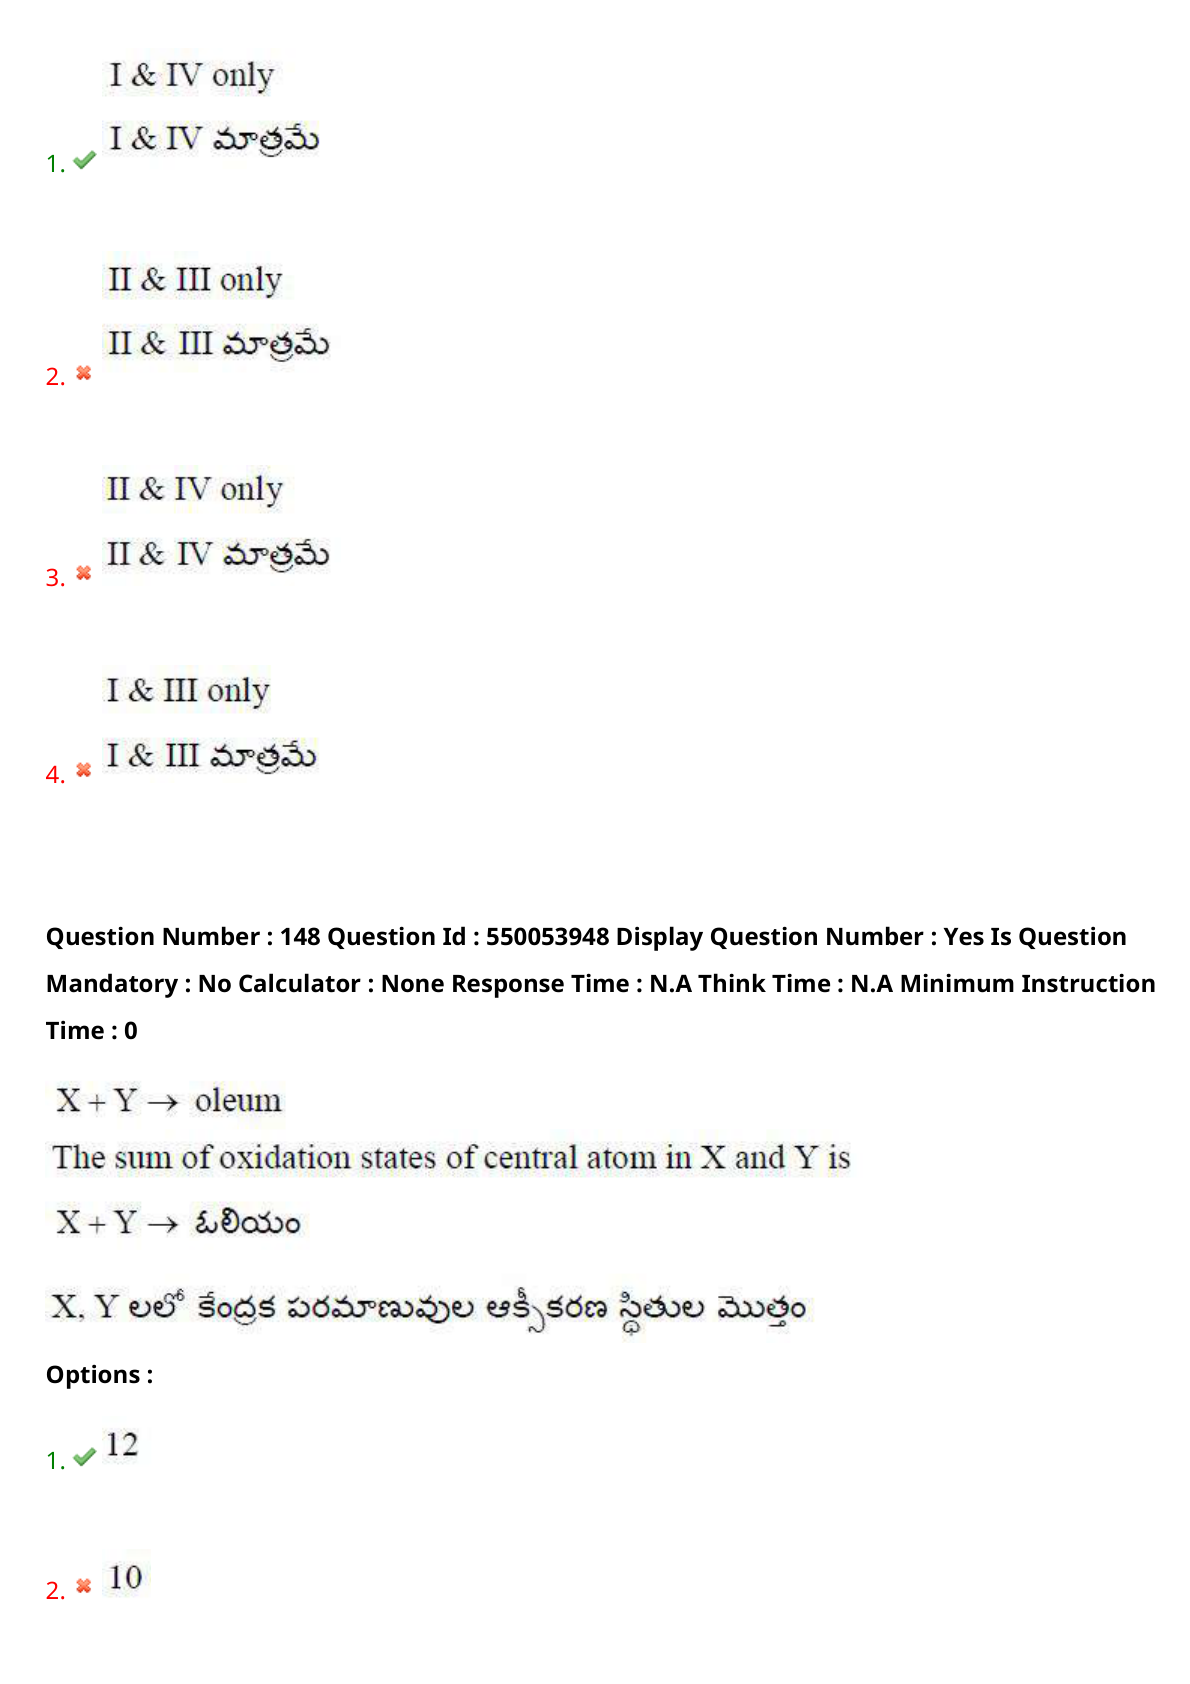 I & IV only
1. I & IV మాత్రమే
II & III only
II & III మాత్రమే
2.
II & IV only
II & IV మాత్రమే
3.
I & III only
I & III మాత్రమే
4.
Question Number : 148 Question Id : 550053948 Display Question Number : Yes Is Question
Mandatory : No Calculator : None Response Time : N.A Think Time : N.A Minimum Instruction
Time : 0
X + Y → oleum
The sum of oxidation states of central atom in X and Y is
X + Y → ఓలియం
X, Y లలో కేంద్రక పరమాణువుల ఆక్సీకరణ స్థితుల మొత్తం
Options :
1. 12
2. 10